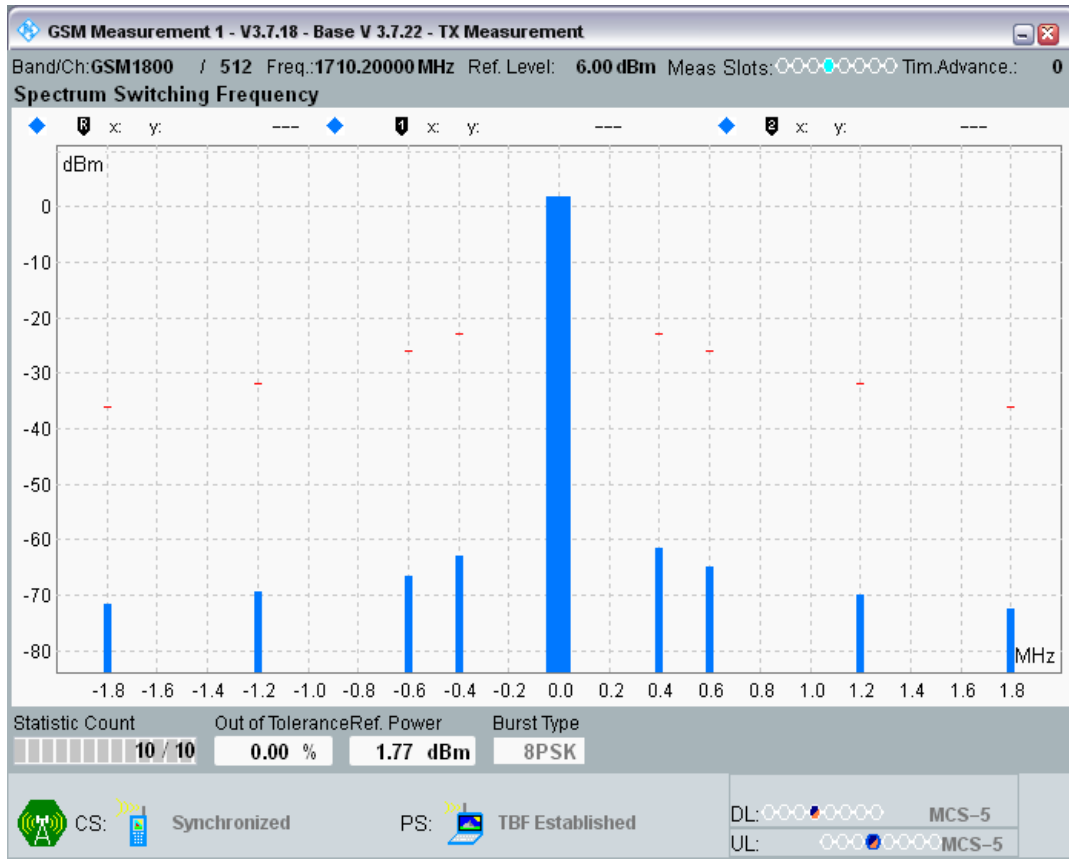 GSM Measurement 1 - V3.7.18 - Base V 3.7.22 - TX Measurement
Band/Ch:GSM1800 / 512 Freq.:1710.20000 MHz Ref. Level: 6.00 dBm Meas Slots: Tim.Advance.: 0
Spectrum Switching Frequency
R x: y: --- 1 x: y: --- 2 x: y: ---
dBm
0
-10
-20
-30
-40
-50
-60
-70
-80
MHz
-1.8 -1.6 -1.4 -1.2 -1.0 -0.8 -0.6 -0.4 -0.2 0.0 0.2 0.4 0.6 0.8 1.0 1.2 1.4 1.6 1.8
Statistic Count Out of Tolerance Ref. Power Burst Type
10 / 10 0.00 % 1.77 dBm 8PSK
CS: Synchronized PS: TBF Established
DL: MCS-5
UL: MCS-5